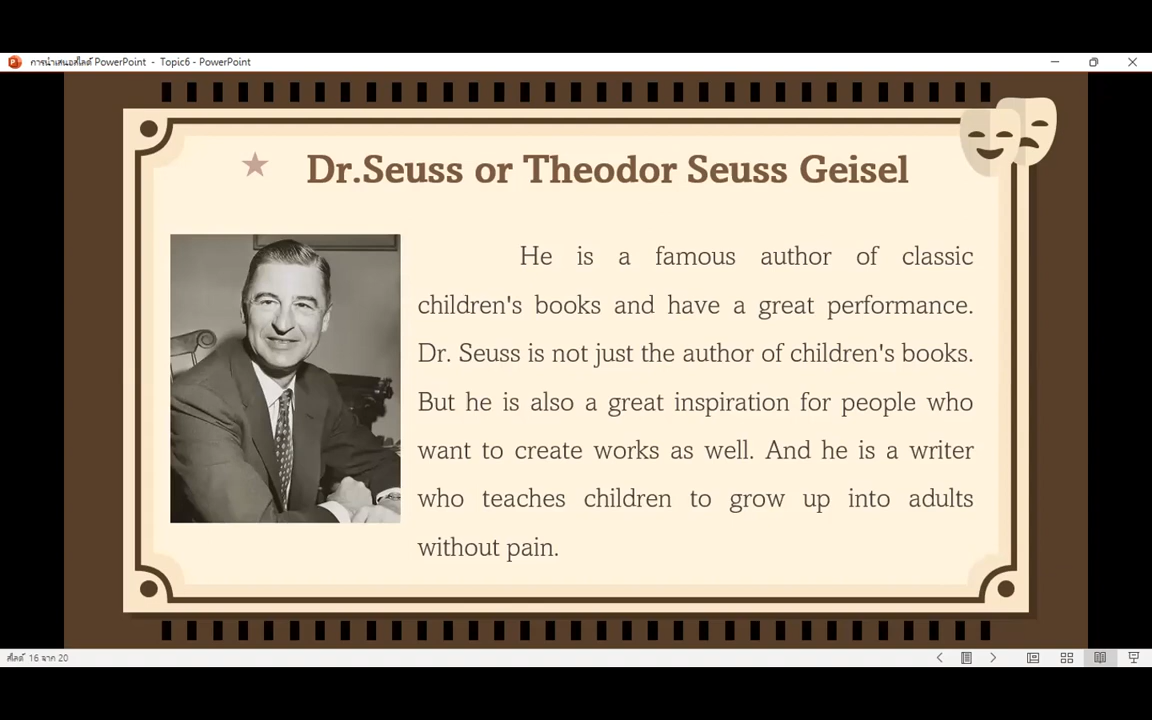 การนำเสนอสไลด์ PowerPoint - Topic6 - PowerPoint
Dr.Seuss or Theodor Seuss Geisel
He is a famous author of classic
children's books and have a great performance.
Dr. Seuss is not just the author of children's books.
But he is also a great inspiration for people who
want to create works as well. And he is a writer
who teaches children to grow up into adults
without pain.
สไลด์ 16 จาก 20